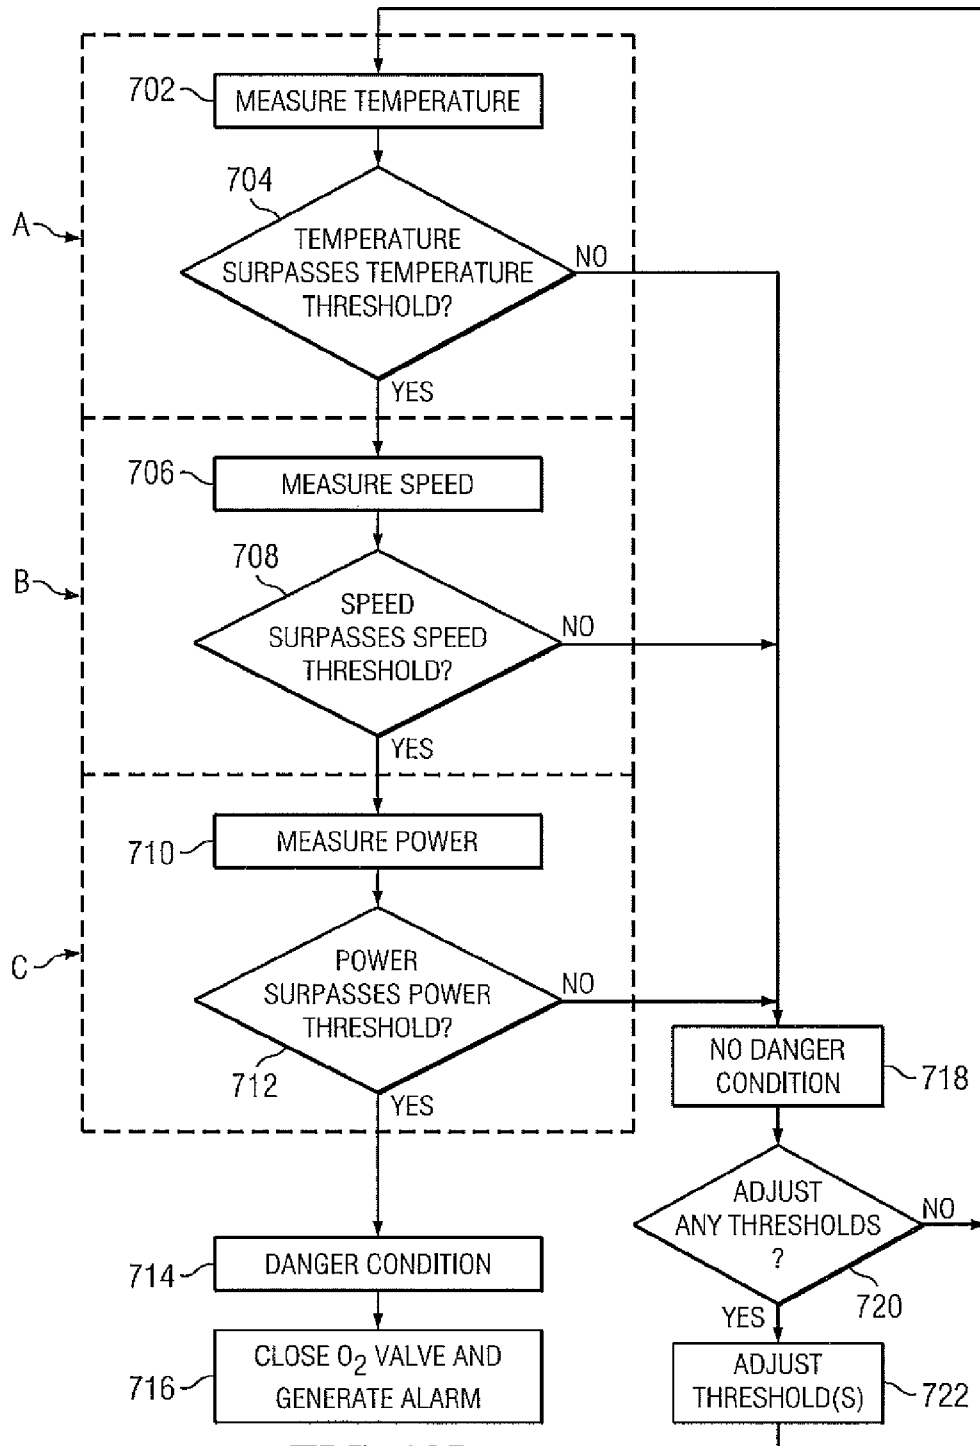 702
MEASURE TEMPERATURE
704
A
TEMPERATURE
SURPASSES TEMPERATURE
THRESHOLD?
NO
YES
706
MEASURE SPEED
708
B
SPEED
SURPASSES SPEED
THRESHOLD?
NO
YES
710
MEASURE POWER
C
POWER
SURPASSES POWER
THRESHOLD?
NO
712
YES
NO DANGER
CONDITION
718
ADJUST
ANY THRESHOLDS
?
NO
720
YES
714
DANGER CONDITION
716
CLOSE O2 VALVE AND
GENERATE ALARM
ADJUST
THRESHOLD(S)
722